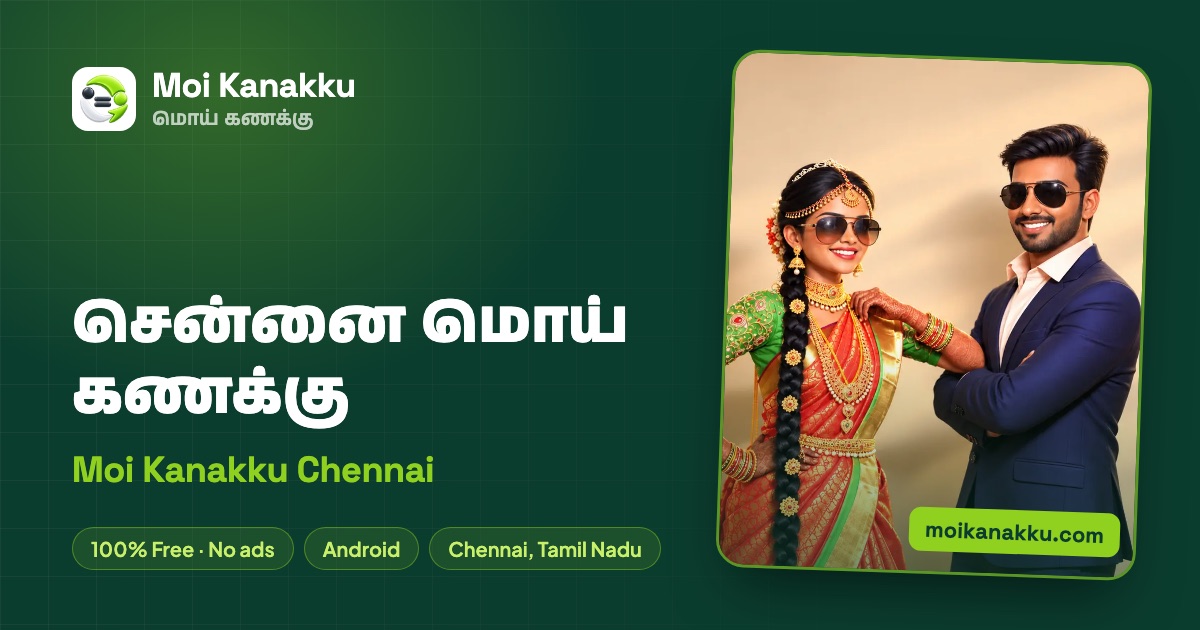 Moi Kanakku
மொய் கணக்கு
சென்னை மொய்
கணக்கு
Moi Kanakku Chennai
100% Free · No ads
Android
Chennai, Tamil Nadu
moikanakku.com